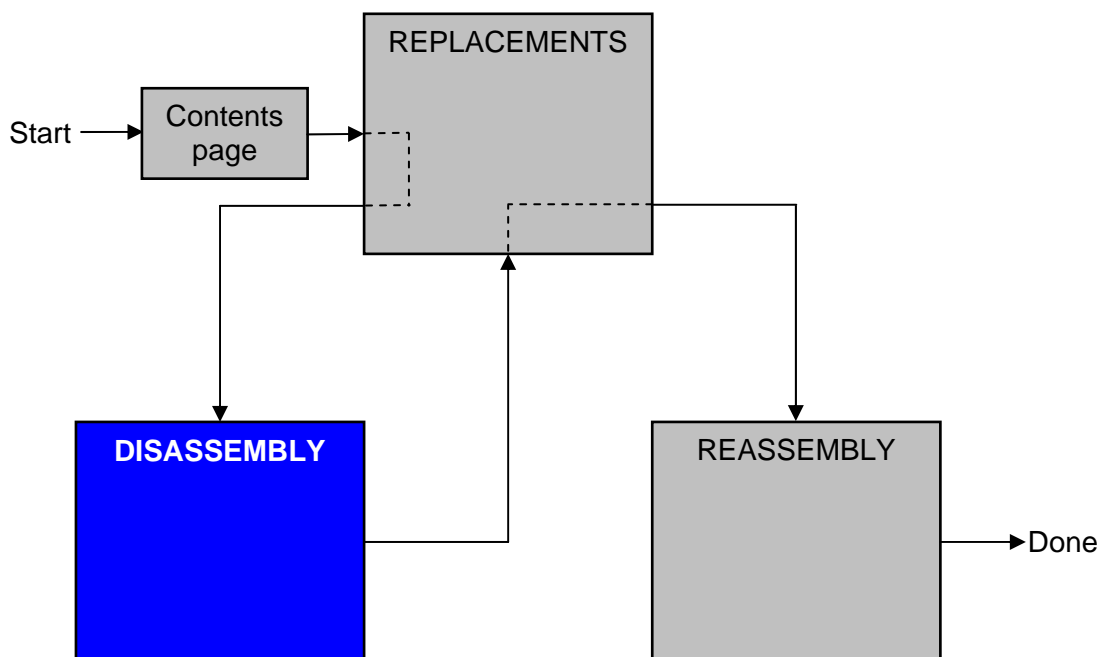 REPLACEMENTS
Start
Contents
page
DISASSEMBLY
REASSEMBLY
Done